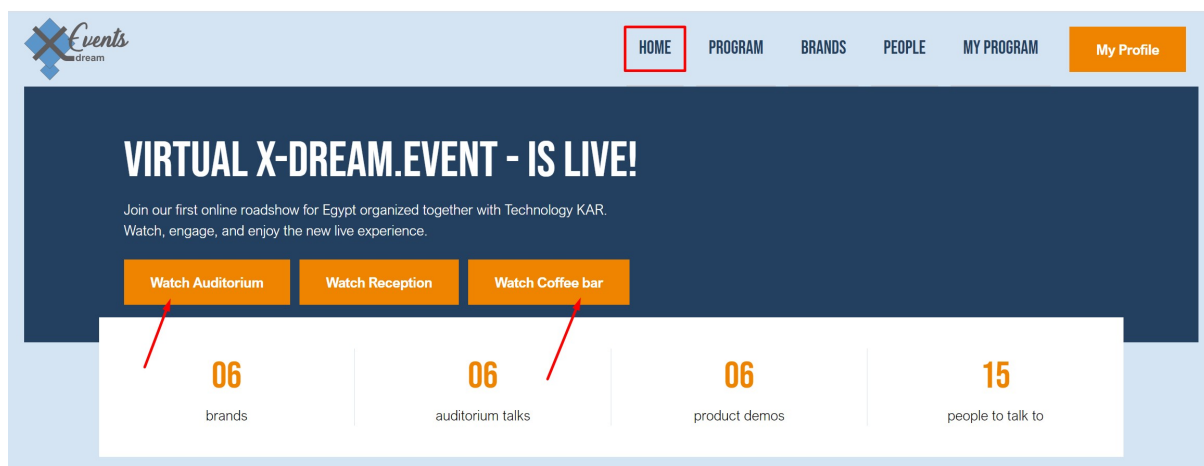 Events
dream
HOME PROGRAM BRANDS PEOPLE MY PROGRAM My Profile
VIRTUAL X-DREAM.EVENT - IS LIVE!
Join our first online roadshow for Egypt organized together with Technology KAR.
Watch, engage, and enjoy the new live experience.
Watch Auditorium Watch Reception Watch Coffee bar
06 06 06 15
brands auditorium talks product demos people to talk to